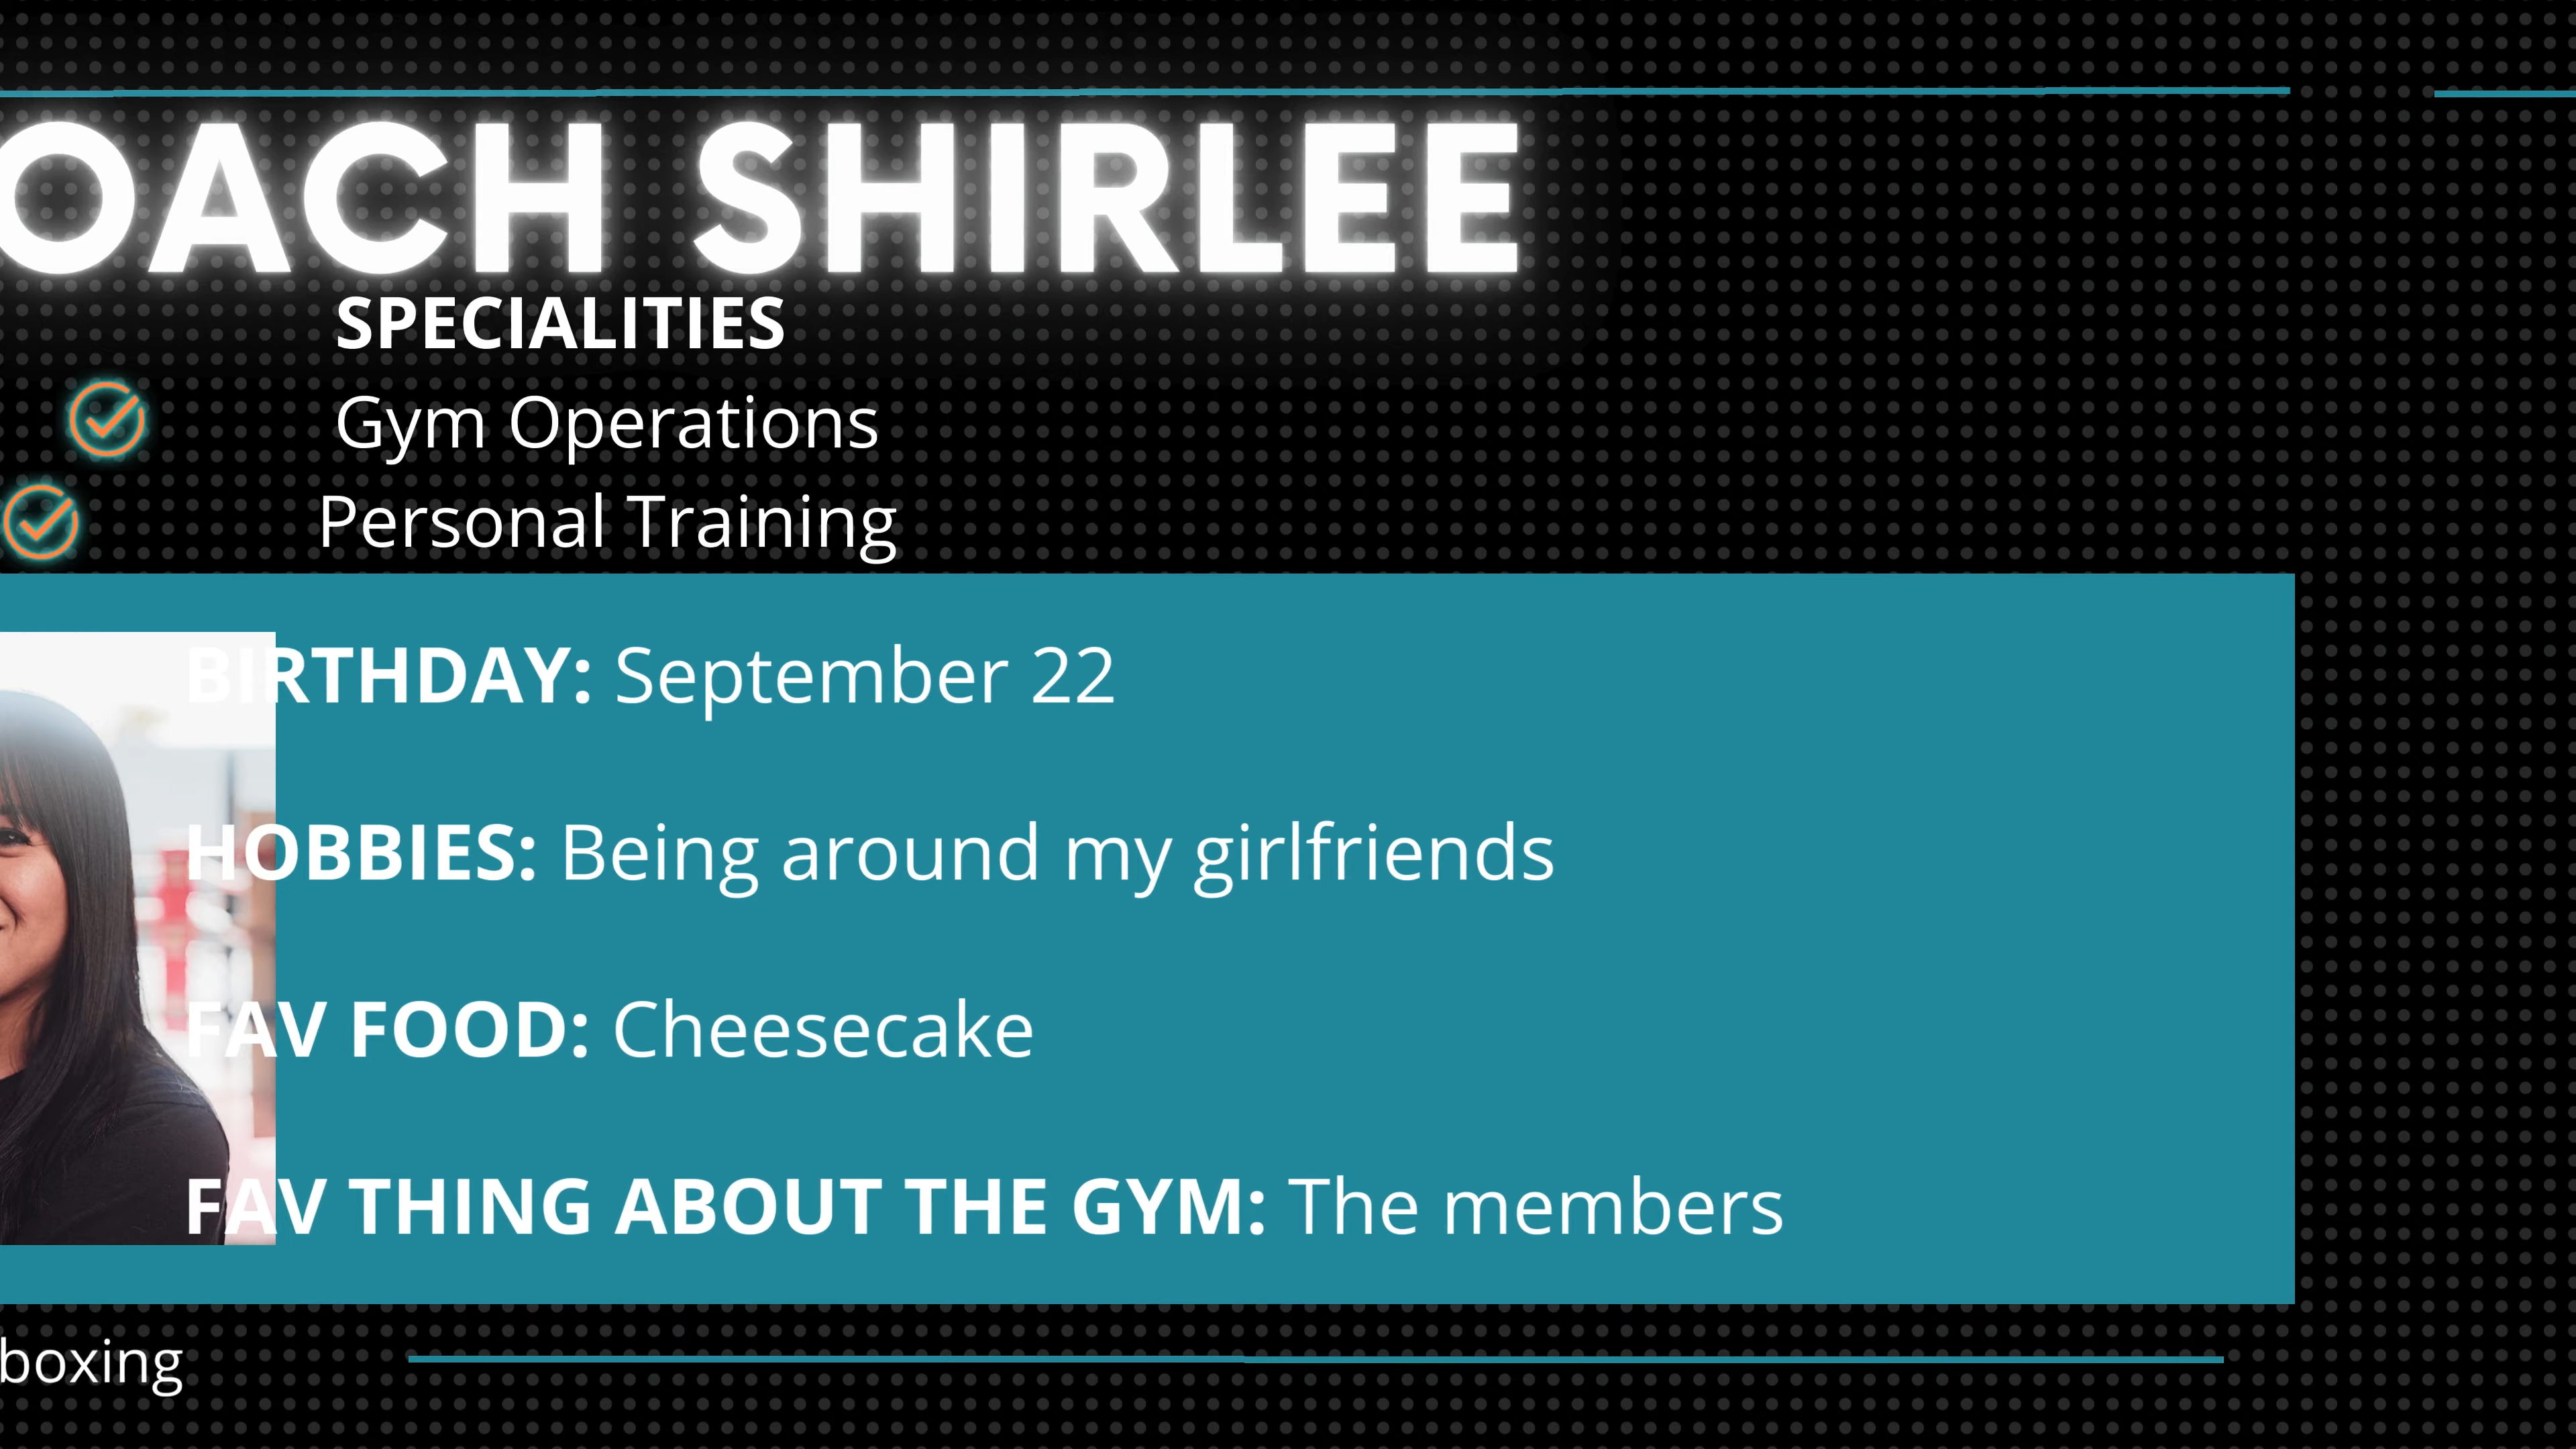 OACH SHIRLEE
SPECIALITIES
Gym Operations
Personal Training
BIRTHDAY: September 22
HOBBIES: Being around my girlfriends
FAV FOOD: Cheesecake
FAV THING ABOUT THE GYM: The members
boxing